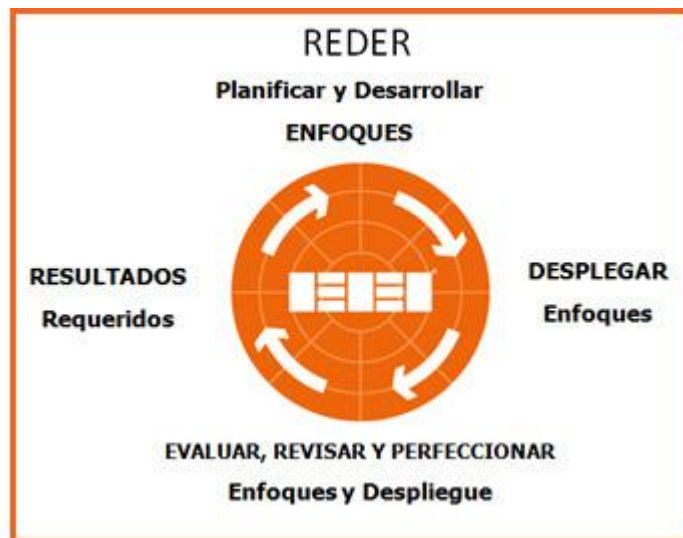 REDER
Planificar y Desarrollar
ENFOQUES
RESULTADOS
Requeridos
DESPLEGAR
Enfoques
EVALUAR, REVISAR Y PERFECCIONAR
Enfoques y Despliegue